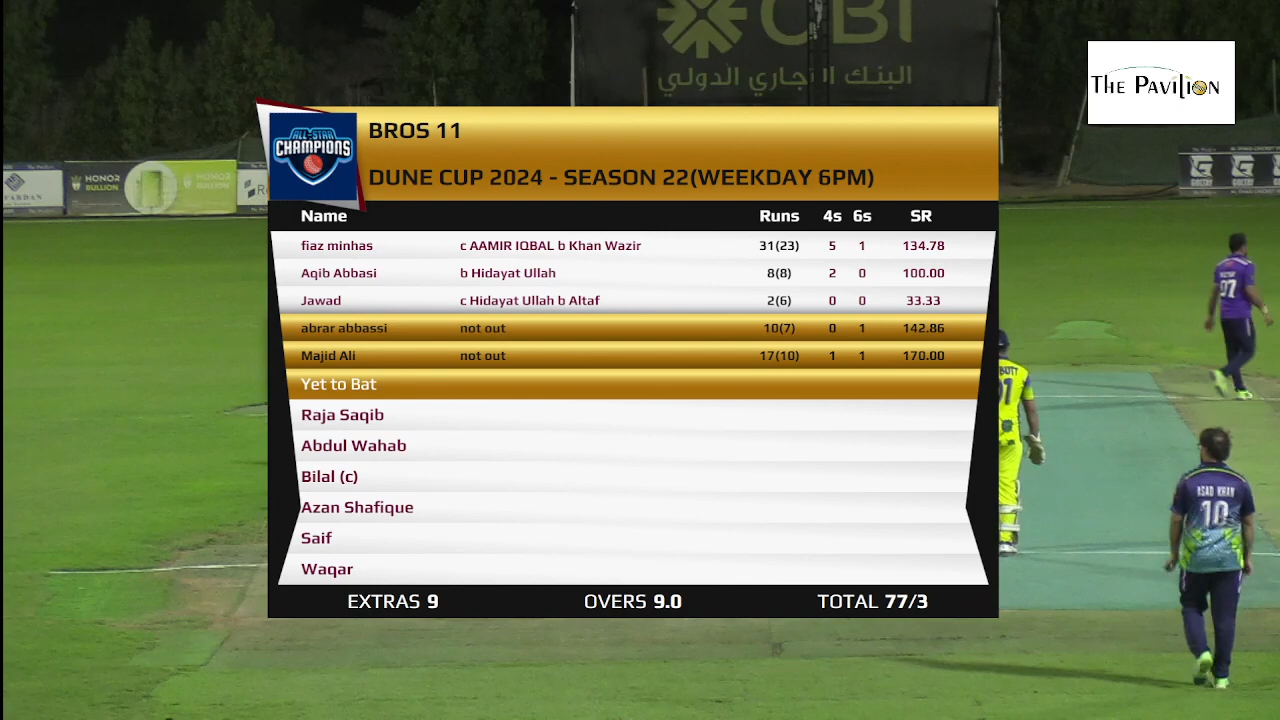 CBI
البنك التجاري الدولي
THE PAVILION
ALL-STAR
CHAMPIONS
BROS 11
DUNE CUP 2024 - SEASON 22(WEEKDAY 6PM)
HONOR
BULLION
HONOR
BULLION
Name Runs 4s 6s SR
fiaz minhas c AAMIR IQBAL b Khan Wazir 31(23) 5 1 134.78
Aqib Abbasi b Hidayat Ullah 8(8) 2 0 100.00
Jawad c Hidayat Ullah b Altaf 2(6) 0 0 33.33
abrar abbassi not out 10(7) 0 1 142.86
Majid Ali not out 17(10) 1 1 170.00
Yet to Bat
Raja Saqib
Abdul Wahab
Bilal (c)
Azan Shafique
Saif
Waqar
EXTRAS 9 OVERS 9.0 TOTAL 77/3
97
ASAD KHAN
10